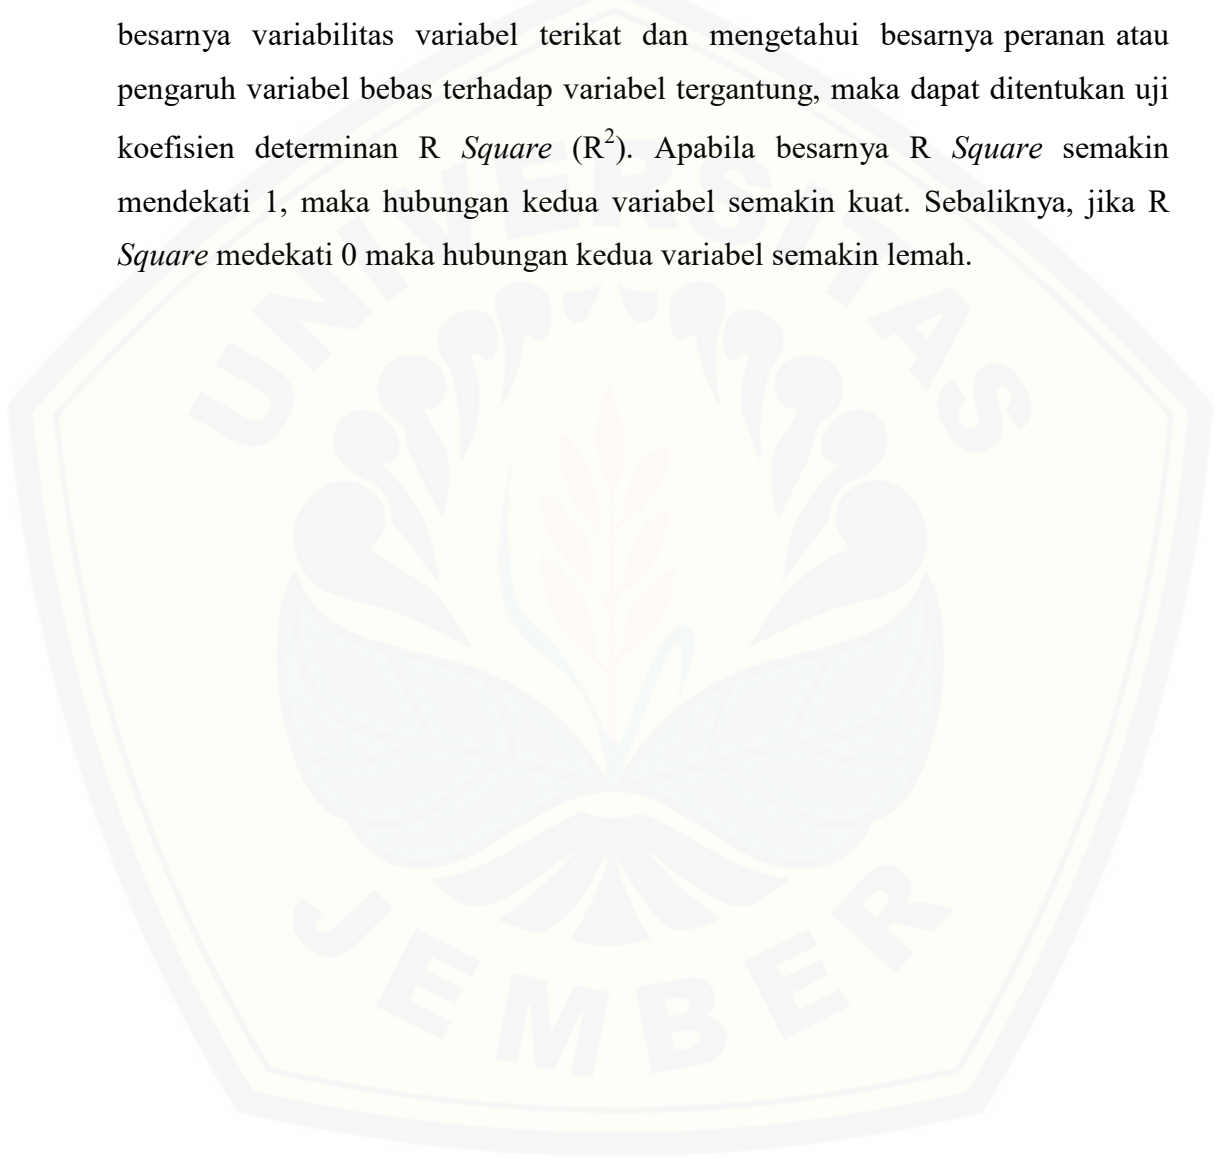 besarnya variabilitas variabel terikat dan mengetahui besarnya peranan atau
pengaruh variabel bebas terhadap variabel tergantung, maka dapat ditentukan uji
koefisien determinan R Square (R²). Apabila besarnya R Square semakin
mendekati 1, maka hubungan kedua variabel semakin kuat. Sebaliknya, jika R
Square medekati 0 maka hubungan kedua variabel semakin lemah.
UNIVERSITAS
JEMBER